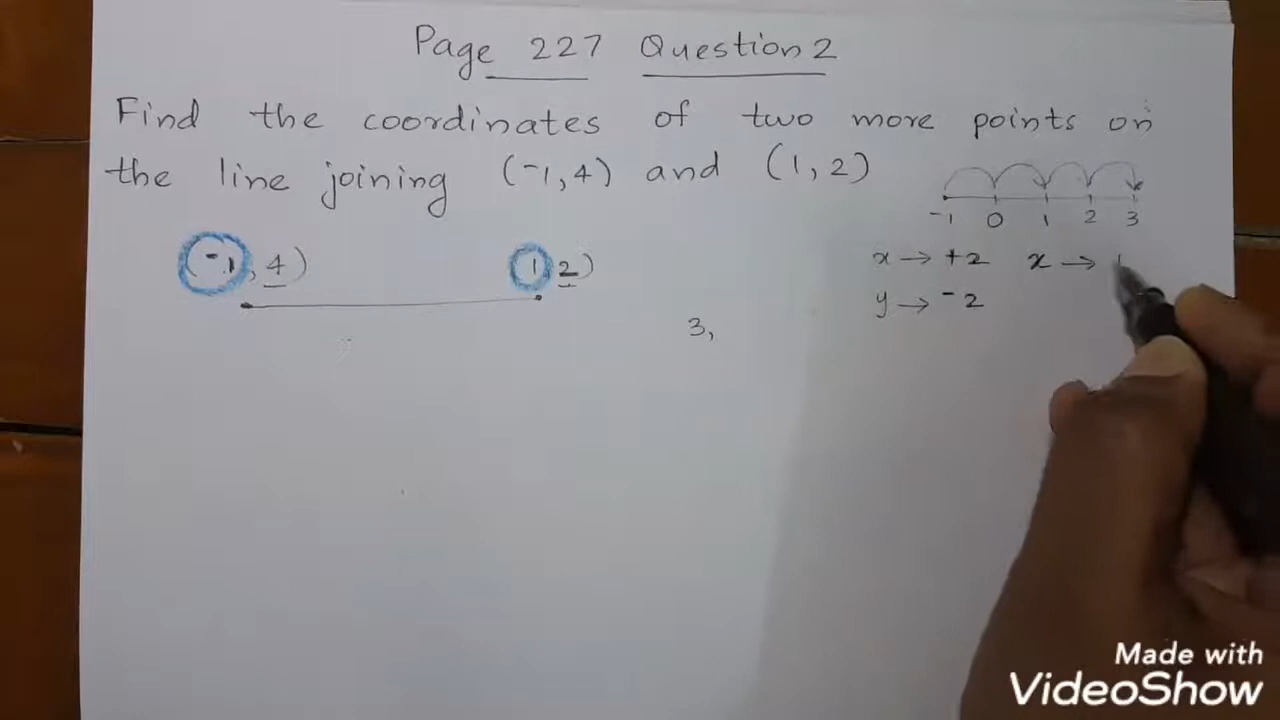 Page 227 Question 2
Find the coordinates of two more points on
the line joining (-1, 4) and (1, 2)
-1 0 1 2 3
(-1, 4) 1 2)
x → +2 x → 1
y → -2
3,
Made with
VideoShow